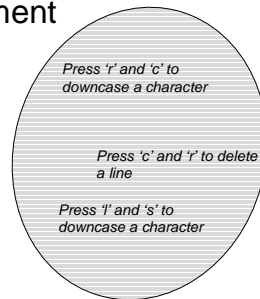 ment
Press ‘r’ and ‘c’ to
downcase a character
Press ‘c’ and ‘r’ to delete
a line
Press ‘l’ and ‘s’ to
downcase a character